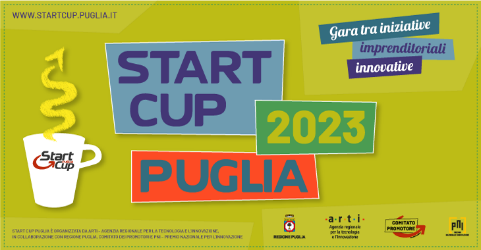 WWW.STARTCUP.PUGLIA.IT
Gara tra iniziative
imprenditoriali
innovative
START
CUP
2023
PUGLIA
Start
Cup
START CUP PUGLIA È ORGANIZZATA DA ARTI - AGENZIA REGIONALE PER LA TECNOLOGIA E L'INNOVAZIONE,
IN COLLABORAZIONE CON REGIONE PUGLIA, COMITATO PROMOTORE E PNI - PREMIO NAZIONALE PER L'INNOVAZIONE
REGIONE PUGLIA
a·r·t·i
Agenzia regionale
per la tecnologia
e l'innovazione
COMITATO
PROMOTORE